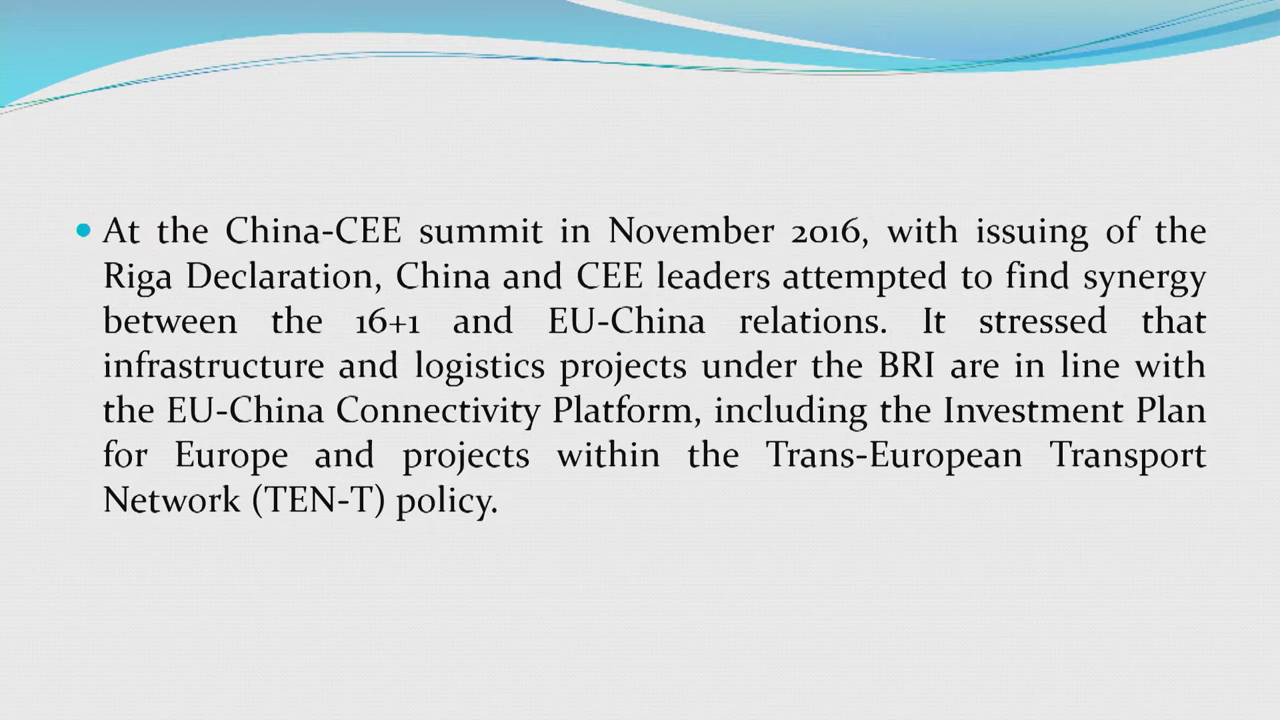 • At the China-CEE summit in November 2016, with issuing of the
Riga Declaration, China and CEE leaders attempted to find synergy
between the 16+1 and EU-China relations. It stressed that
infrastructure and logistics projects under the BRI are in line with
the EU-China Connectivity Platform, including the Investment Plan
for Europe and projects within the Trans-European Transport
Network (TEN-T) policy.